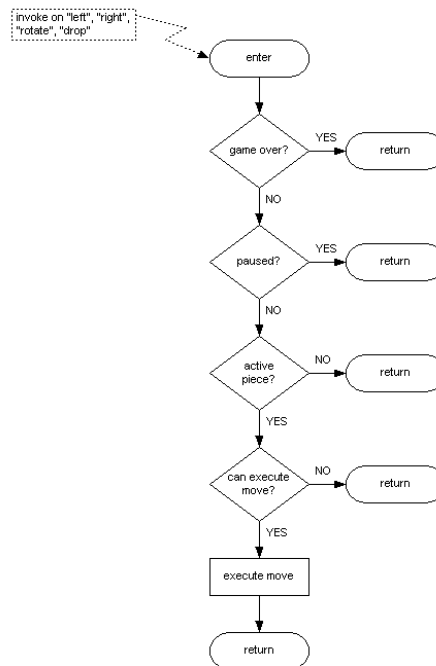 invoke on "left", "right",
"rotate", "drop"
enter
game over?
YES
return
NO
paused?
YES
return
NO
active
piece?
NO
return
YES
can execute
move?
NO
return
YES
execute move
return